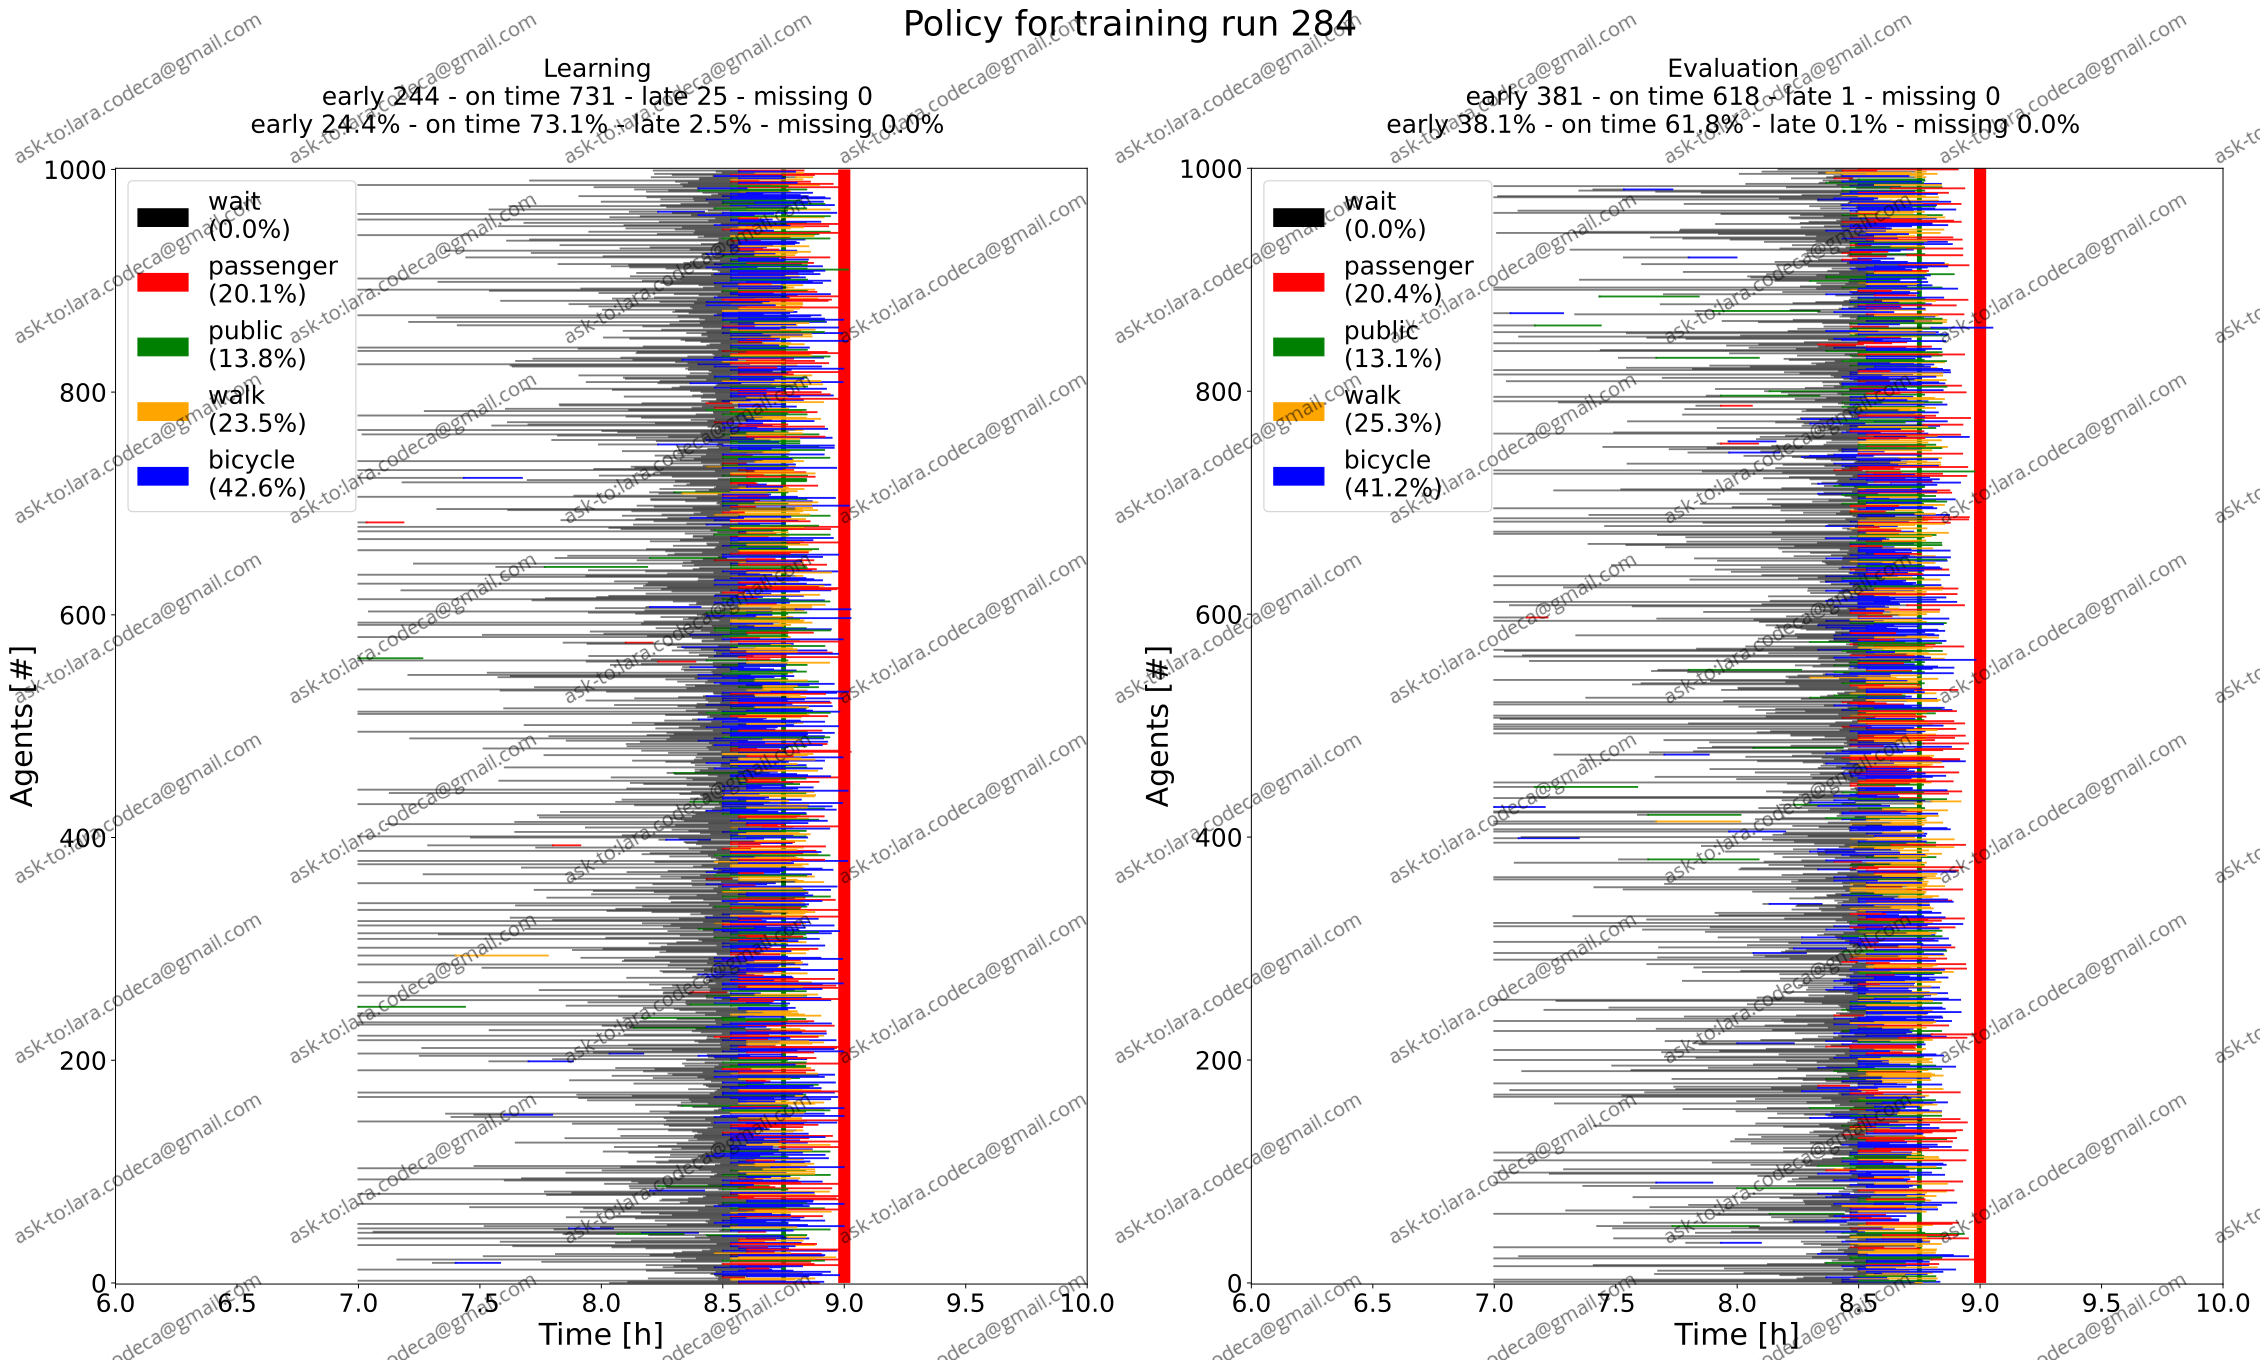 Policy for training run 284
Learning
early 244 - on time 731 - late 25 - missing 0
early 24.4% - on time 73.1% - late 2.5% - missing 0.0%
1000
800
600
400
200
0
Agents [#]
wait
(0.0%)
passenger
(20.1%)
public
(13.8%)
walk
(23.5%)
bicycle
(42.6%)
6.0 6.5 7.0 7.5 8.0 8.5 9.0 9.5 10.0
Time [h]
Evaluation
early 381 - on time 618 - late 1 - missing 0
early 38.1% - on time 61.8% - late 0.1% - missing 0.0%
1000
800
600
400
200
0
Agents [#]
wait
(0.0%)
passenger
(20.4%)
public
(13.1%)
walk
(25.3%)
bicycle
(41.2%)
6.0 6.5 7.0 7.5 8.0 8.5 9.0 9.5 10.0
Time [h]
ask-to:lara.codeca@gmail.com